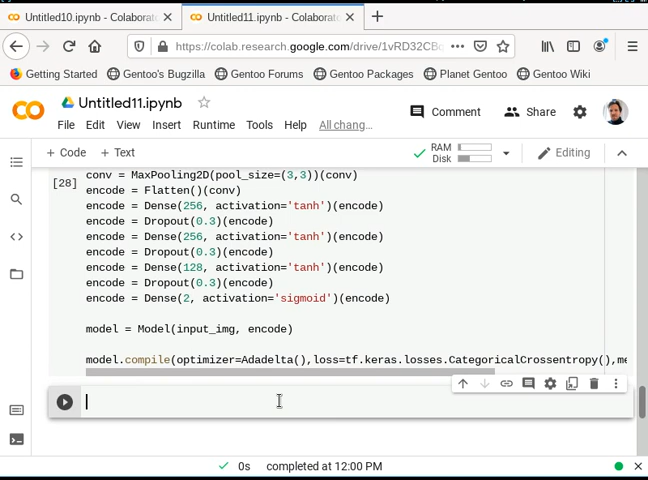 Untitled10.ipynb - Colaborato
Untitled11.ipynb - Colaborato
https://colab.research.google.com/drive/1vRD32CB
Getting Started
Gentoo's Bugzilla
Gentoo Forums
Gentoo Packages
Planet Gentoo
Gentoo Wiki
Untitled11.ipynb
Comment
Share
File Edit View Insert Runtime Tools Help All chang...
+ Code + Text
RAM
Disk
Editing
[28]
conv = MaxPooling2D(pool_size=(3,3))(conv)
encode = Flatten()(conv)
encode = Dense(256, activation='tanh')(encode)
encode = Dropout(0.3)(encode)
encode = Dense(256, activation='tanh')(encode)
encode = Dropout(0.3)(encode)
encode = Dense(128, activation='tanh')(encode)
encode = Dropout(0.3)(encode)
encode = Dense(2, activation='sigmoid')(encode)
model = Model(input_img, encode)
model.compile(optimizer=Adadelta(),loss=tf.keras.losses.CategoricalCrossentropy(),me
0s completed at 12:00 PM